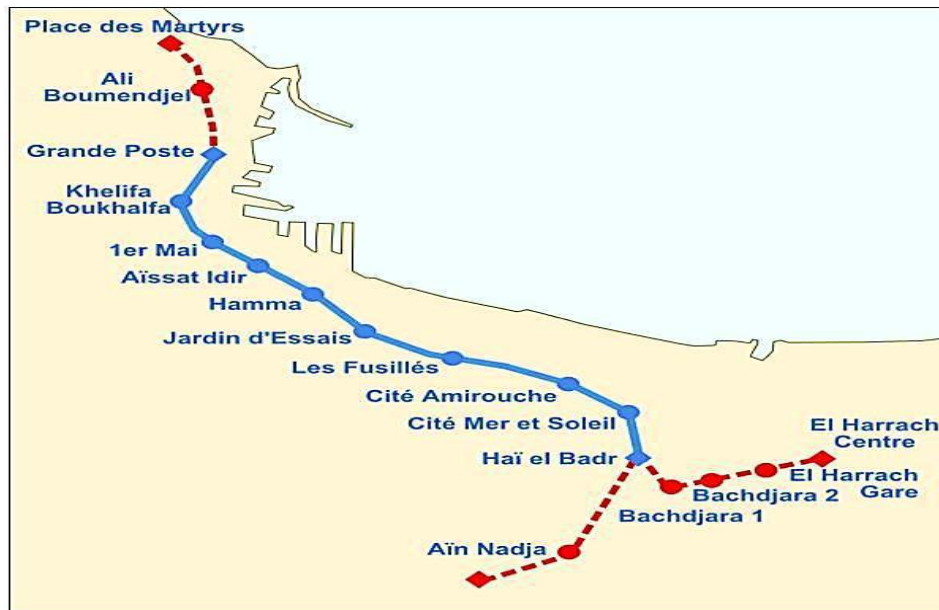 Place des Martyrs
Ali
Boumendjel
Grande Poste
Khelifa
Boukhalfa
1er Mai
Aïssat Idir
Hamma
Jardin d'Essais
Les Fusillés
Cité Amirouche
Cité Mer et Soleil
Haï el Badr
El Harrach
Centre
El Harrach
Gare
Bachdjara 2
Bachdjara 1
Aïn Nadja